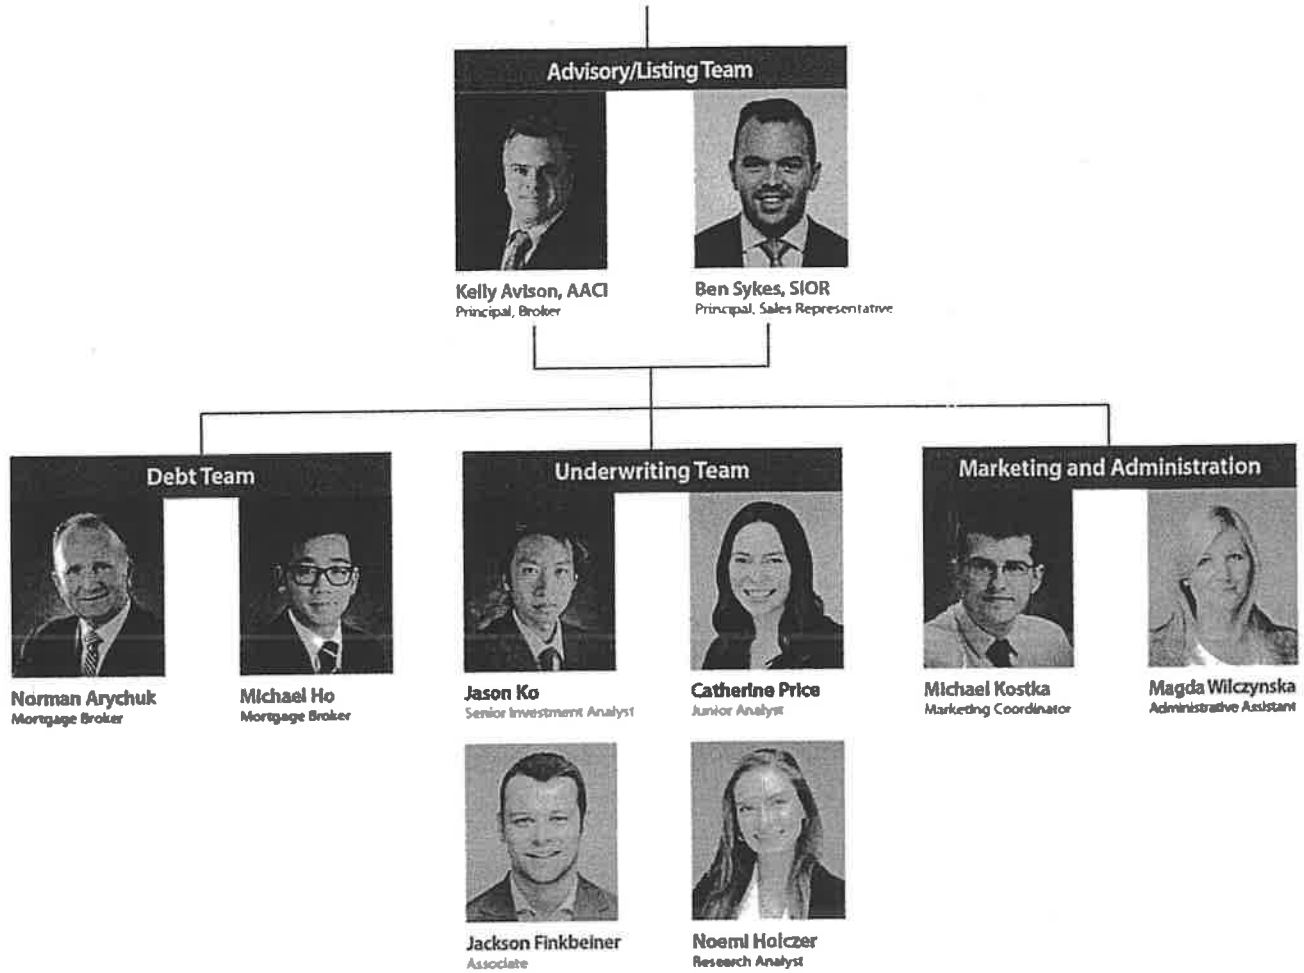 Advisory/Listing Team
Kelly Avison, AACI
Principal, Broker
Ben Sykes, SIOR
Principal, Sales Representative
Debt Team
Norman Arychuk
Mortgage Broker
Michael Ho
Mortgage Broker
Underwriting Team
Jason Ko
Senior Investment Analyst
Catherine Price
Junior Analyst
Jackson Finkbeiner
Associate
Noemi Holczer
Research Analyst
Marketing and Administration
Michael Kostka
Marketing Coordinator
Magda Wilczynska
Administrative Assistant